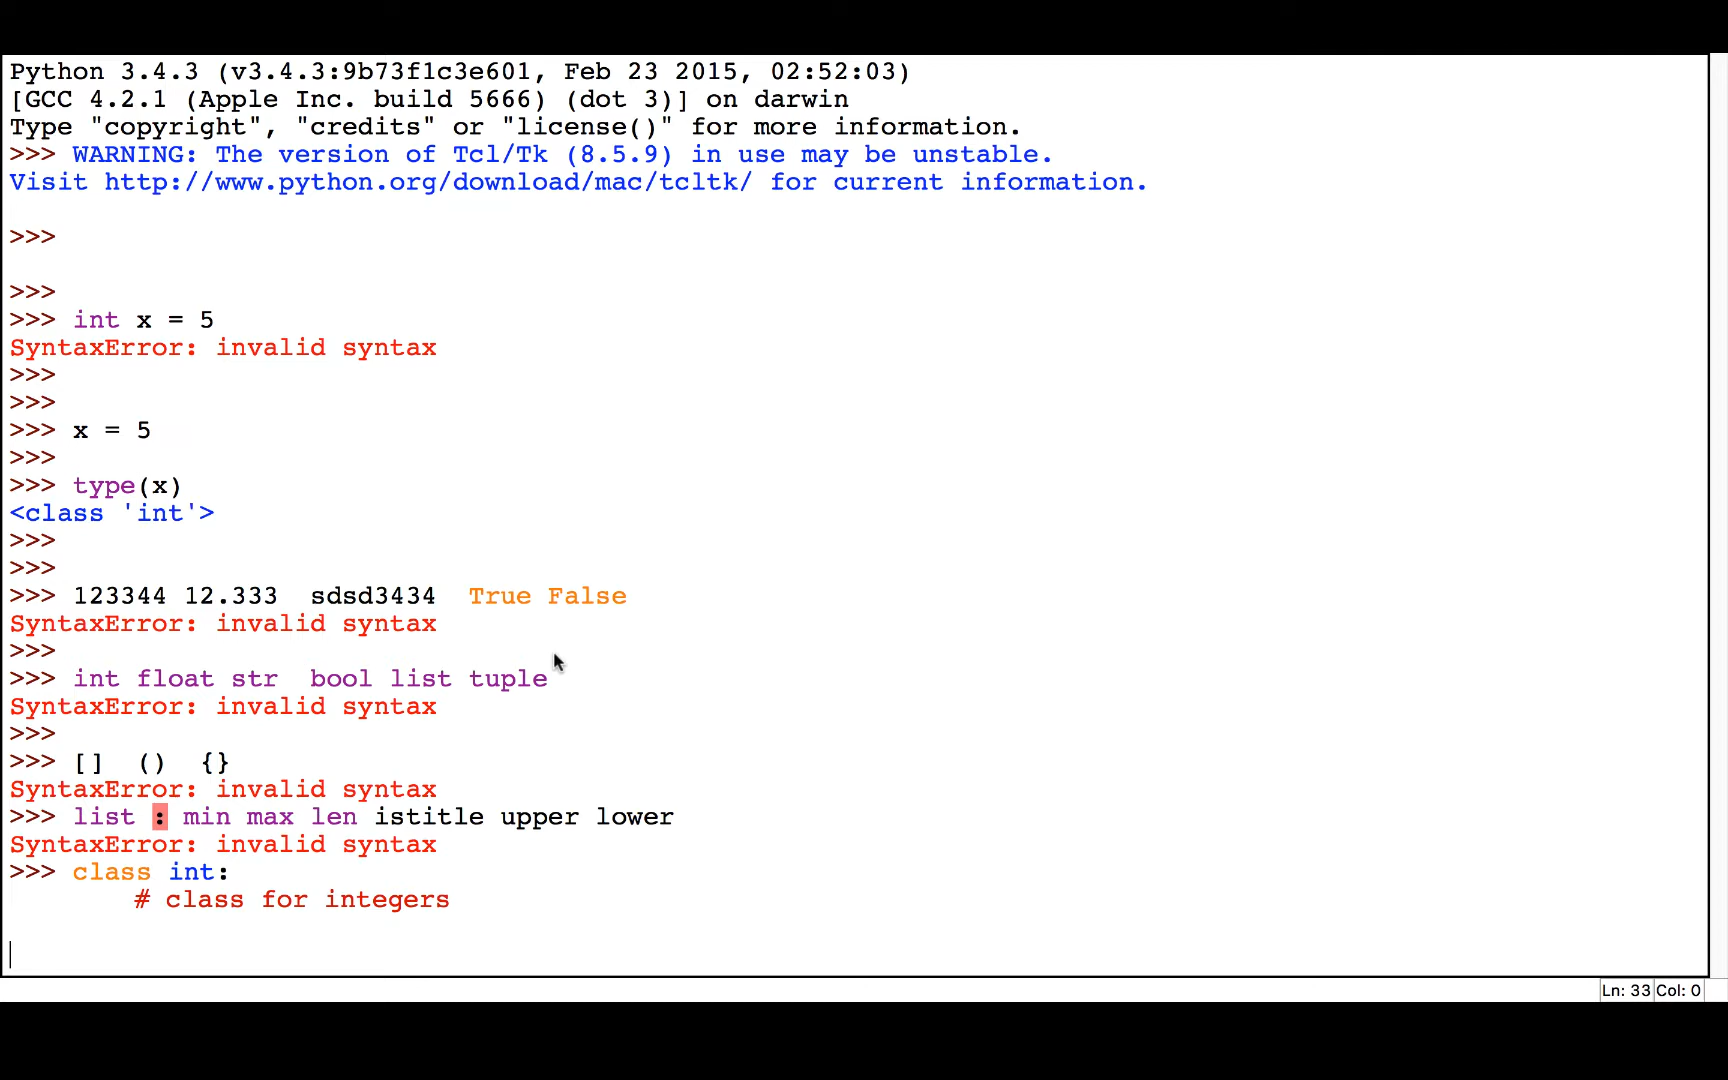 Python 3.4.3 (v3.4.3:9b73f1c3e601, Feb 23 2015, 02:52:03)
[GCC 4.2.1 (Apple Inc. build 5666) (dot 3)] on darwin
Type "copyright", "credits" or "license()" for more information.
>>> WARNING: The version of Tcl/Tk (8.5.9) in use may be unstable.
Visit http://www.python.org/download/mac/tcltk/ for current information.
>>>
>>>
>>> int x = 5
SyntaxError: invalid syntax
>>>
>>>
>>> x = 5
>>>
>>> type(x)
<class 'int'>
>>>
>>>
>>> 123344 12.333  sdsd3434  True False
SyntaxError: invalid syntax
>>>
>>> int float str  bool list tuple
SyntaxError: invalid syntax
>>>
>>> []  ()  {}
SyntaxError: invalid syntax
>>> list : min max len istitle upper lower
SyntaxError: invalid syntax
>>> class int:
# class for integers
Ln: 33 Col: 0